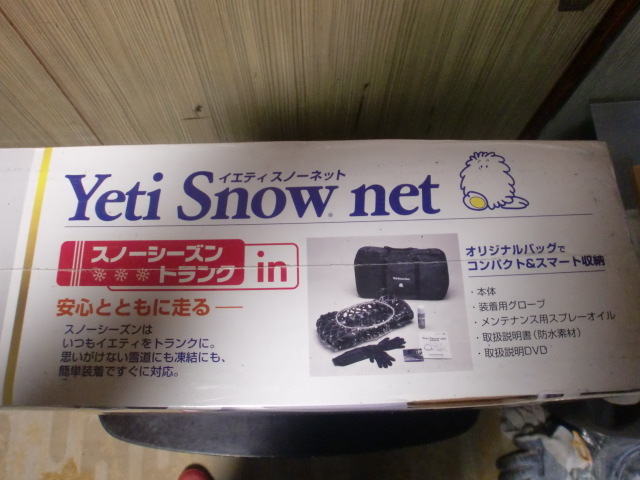 イエティ スノーネット
Yeti Snow net
スノーシーズン
トランク in
安心とともに走る
スノーシーズンは
いつもイエティをトランクに。
思いがけない雪道にも凍結にも、
簡単装着ですぐに対応。
オリジナルバッグで
コンパクト&スマート収納
・本体
・装着用グローブ
・メンテナンス用スプレーオイル
・取扱説明書(防水素材)
・取扱説明DVD